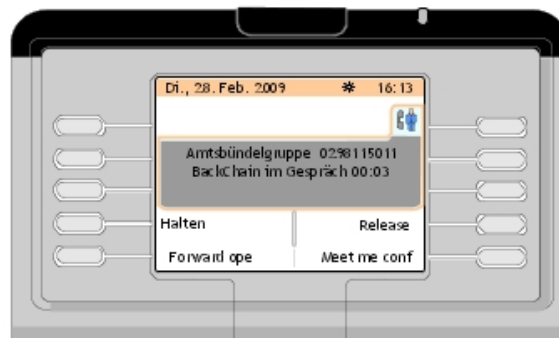 Di., 28. Feb. 2009 16:13
Amtsbündelgruppe 0298115011
BackChain im Gespräch 00:03
Halten Release
Forward ope Meet me conf